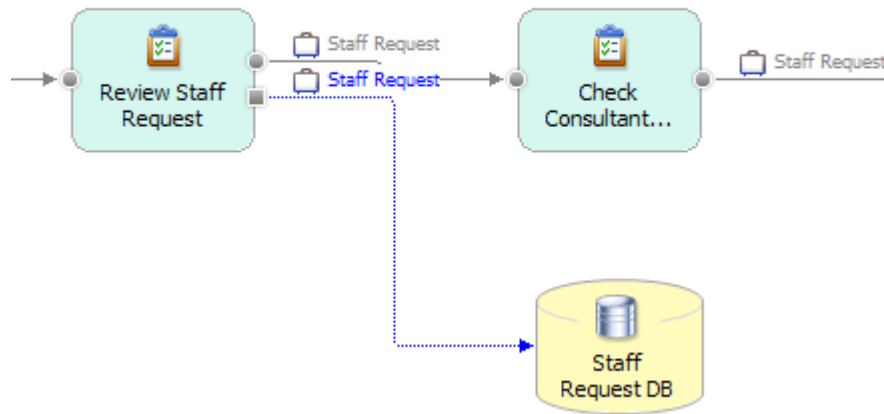 Staff Request
Staff Request
Review Staff
Request
Check
Consultant...
Staff Request
Staff
Request DB